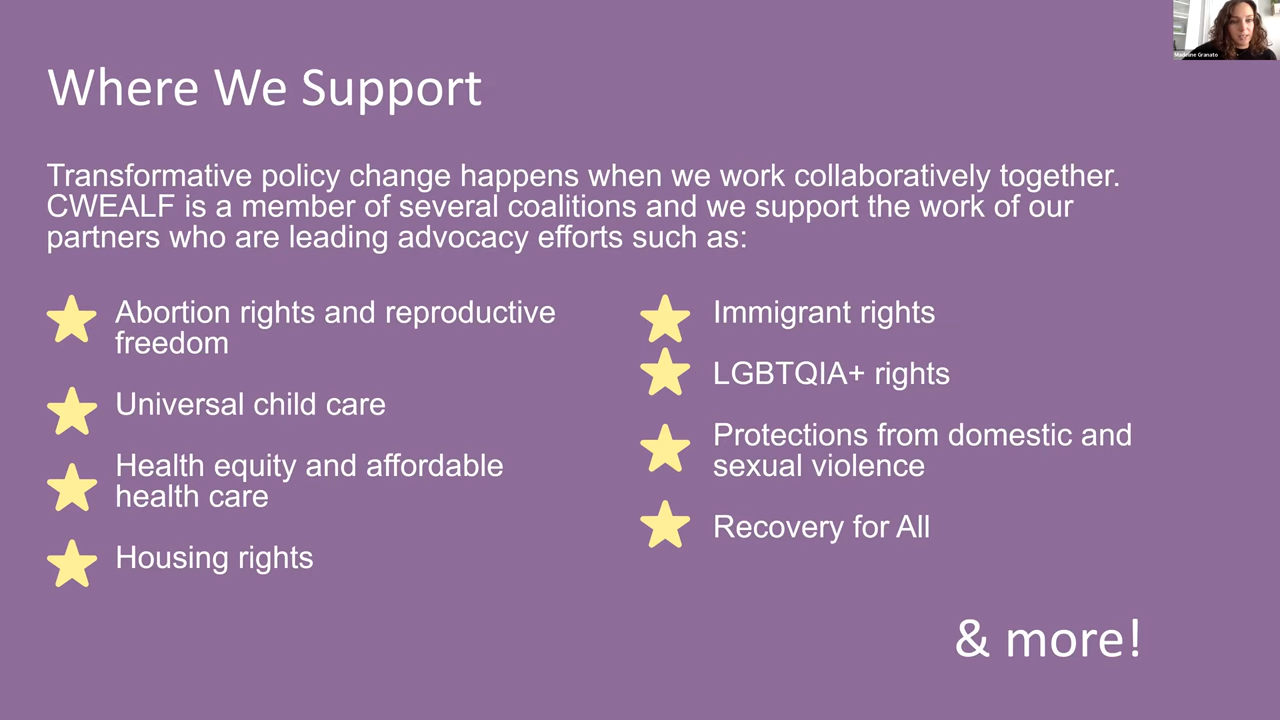 Where We Support
Transformative policy change happens when we work collaboratively together.
CWEALF is a member of several coalitions and we support the work of our
partners who are leading advocacy efforts such as:
Abortion rights and reproductive
freedom
Universal child care
Health equity and affordable
health care
Housing rights
Immigrant rights
LGBTQIA+ rights
Protections from domestic and
sexual violence
Recovery for All
& more!
Madeline Granato